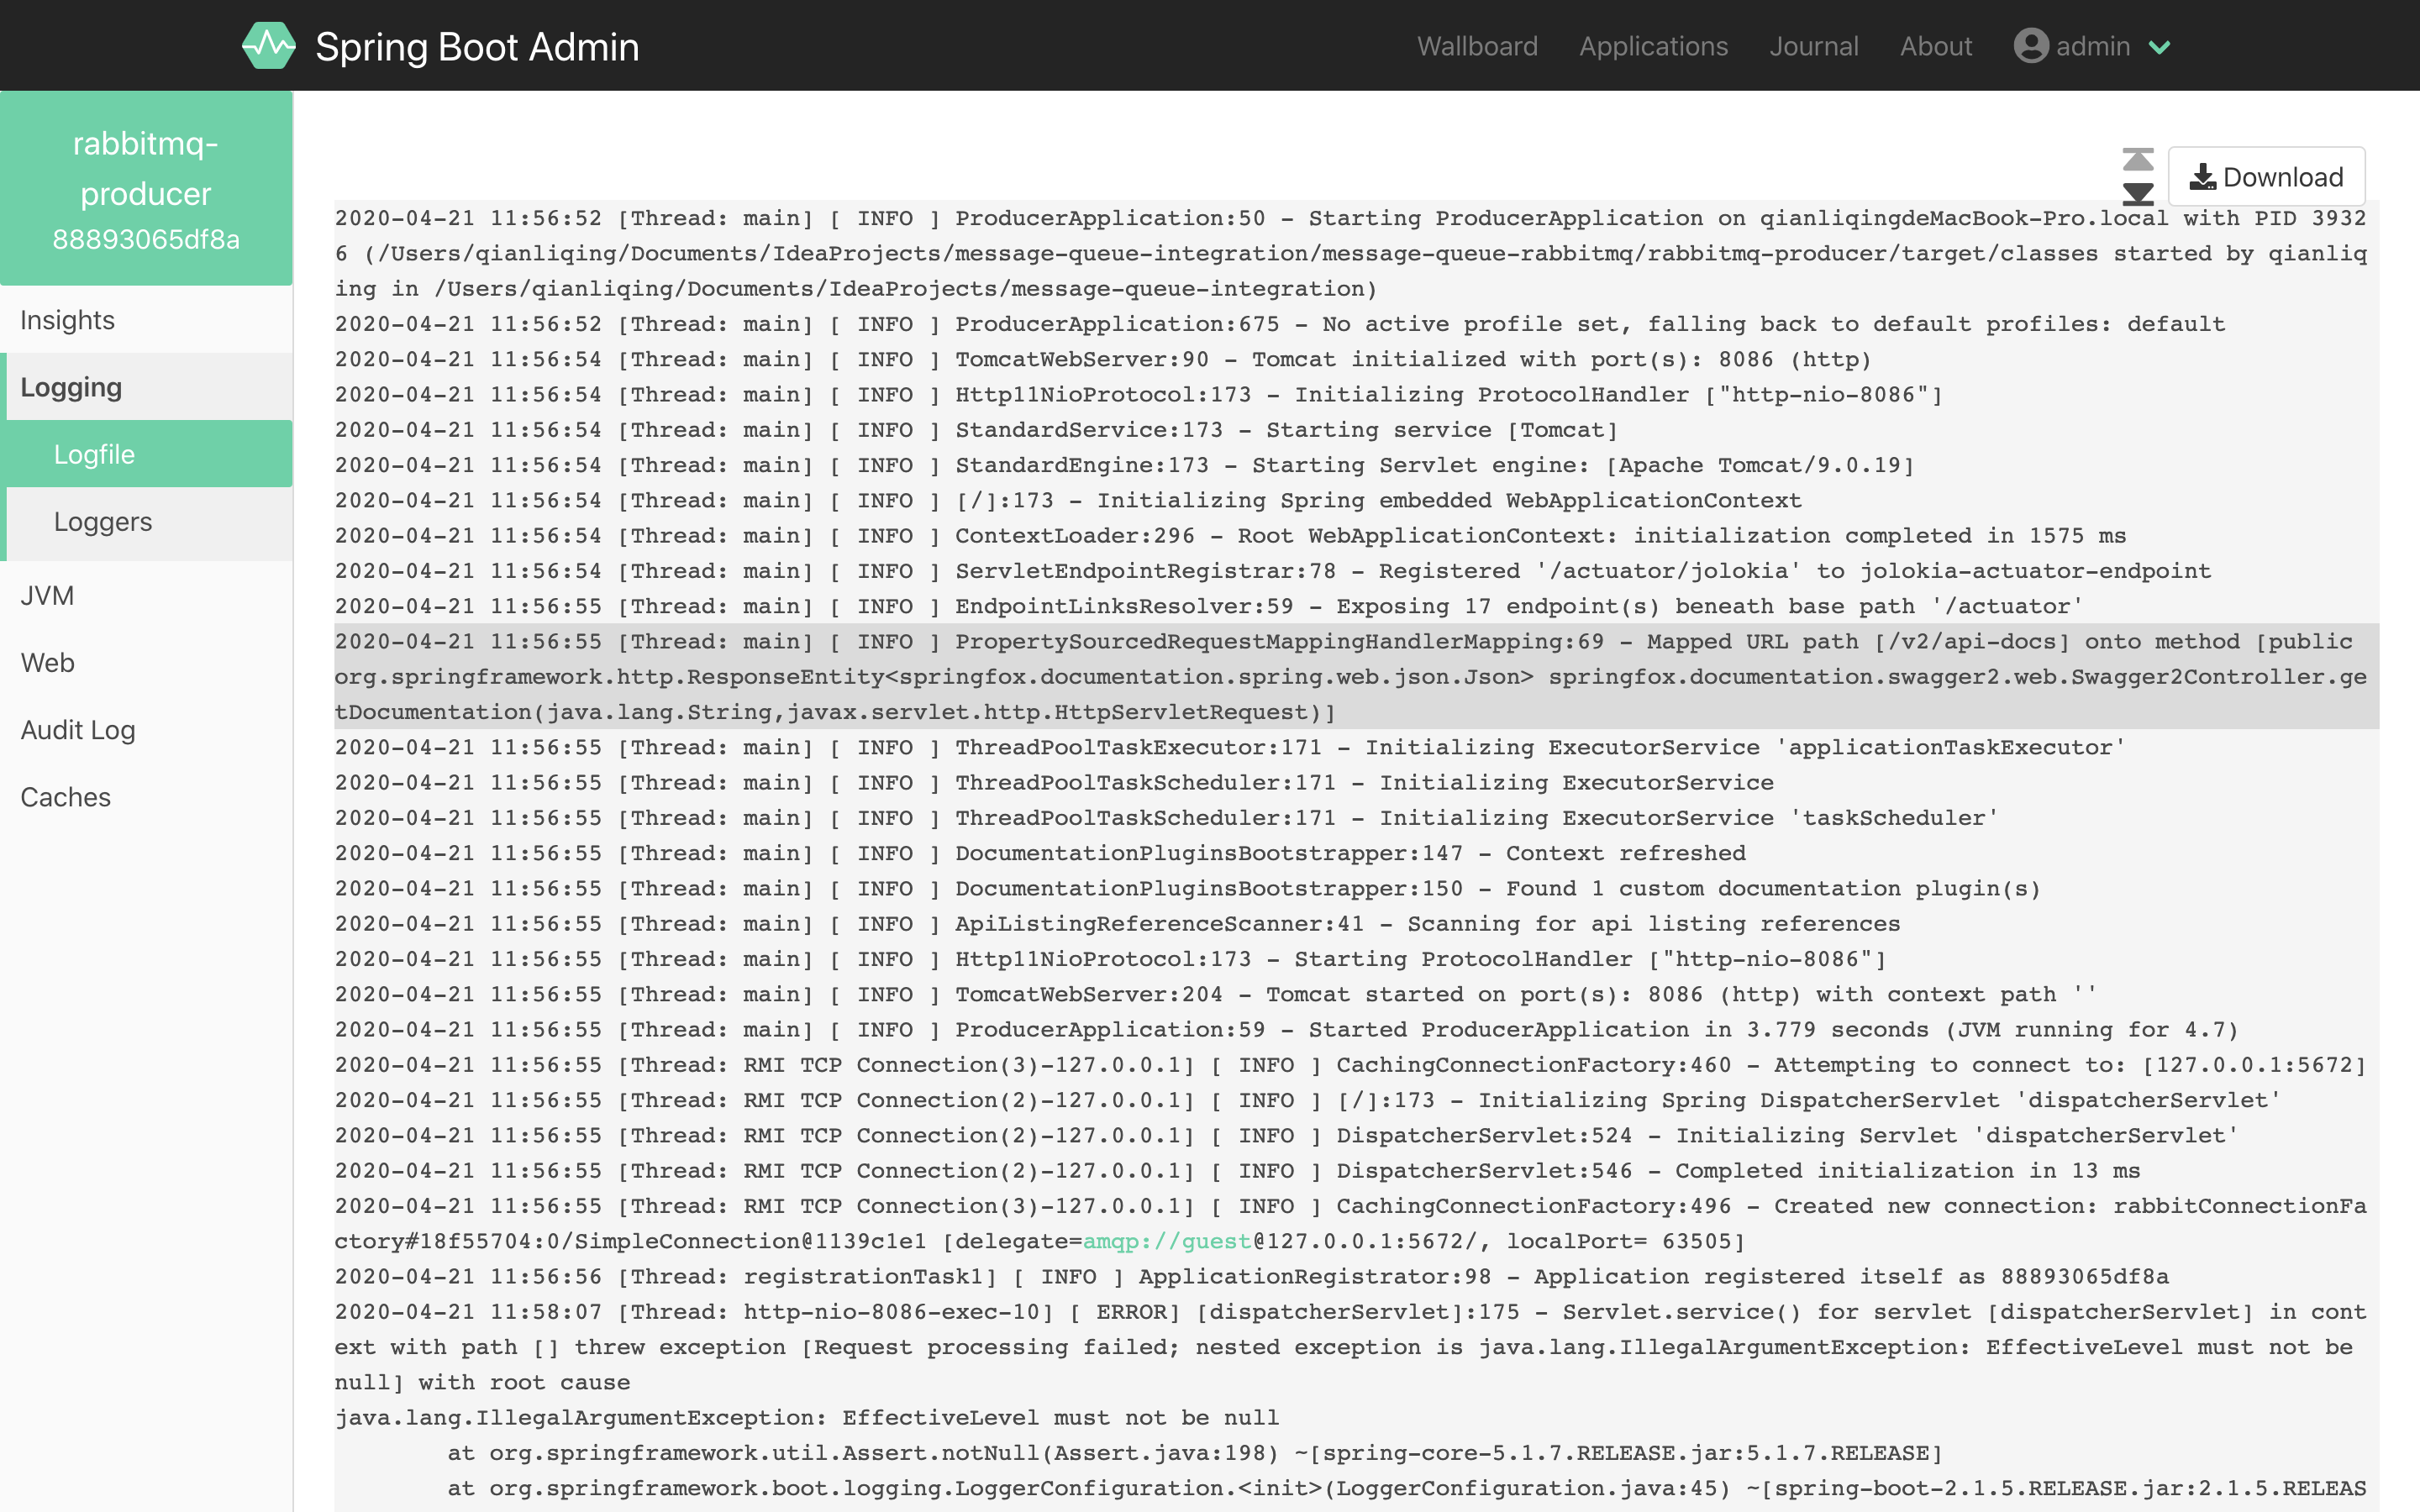 Spring Boot Admin
Wallboard
Applications
Journal
About
admin
rabbitmq-
producer
88893065df8a
Insights
Logging
Logfile
Loggers
JVM
Web
Audit Log
Caches
Download
2020-04-21 11:56:52 [Thread: main] [ INFO ] ProducerApplication:50 - Starting ProducerApplication on qianliqingdeMacBook-Pro.local with PID 3932
6 (/Users/qianliqing/Documents/IdeaProjects/message-queue-integration/message-queue-rabbitmq/rabbitmq-producer/target/classes started by qianliq
ing in /Users/qianliqing/Documents/IdeaProjects/message-queue-integration)
2020-04-21 11:56:52 [Thread: main] [ INFO ] ProducerApplication:675 - No active profile set, falling back to default profiles: default
2020-04-21 11:56:54 [Thread: main] [ INFO ] TomcatWebServer:90 - Tomcat initialized with port(s): 8086 (http)
2020-04-21 11:56:54 [Thread: main] [ INFO ] Http11NioProtocol:173 - Initializing ProtocolHandler ["http-nio-8086"]
2020-04-21 11:56:54 [Thread: main] [ INFO ] StandardService:173 - Starting service [Tomcat]
2020-04-21 11:56:54 [Thread: main] [ INFO ] StandardEngine:173 - Starting Servlet engine: [Apache Tomcat/9.0.19]
2020-04-21 11:56:54 [Thread: main] [ INFO ] [/]:173 - Initializing Spring embedded WebApplicationContext
2020-04-21 11:56:54 [Thread: main] [ INFO ] ContextLoader:296 - Root WebApplicationContext: initialization completed in 1575 ms
2020-04-21 11:56:54 [Thread: main] [ INFO ] ServletEndpointRegistrar:78 - Registered '/actuator/jolokia' to jolokia-actuator-endpoint
2020-04-21 11:56:55 [Thread: main] [ INFO ] EndpointLinksResolver:59 - Exposing 17 endpoint(s) beneath base path '/actuator'
2020-04-21 11:56:55 [Thread: main] [ INFO ] PropertySourcedRequestMappingHandlerMapping:69 - Mapped URL path [/v2/api-docs] onto method [public
org.springframework.http.ResponseEntity<springfox.documentation.spring.web.json.Json> springfox.documentation.swagger2.web.Swagger2Controller.ge
tDocumentation(java.lang.String,javax.servlet.http.HttpServletRequest)]
2020-04-21 11:56:55 [Thread: main] [ INFO ] ThreadPoolTaskExecutor:171 - Initializing ExecutorService 'applicationTaskExecutor'
2020-04-21 11:56:55 [Thread: main] [ INFO ] ThreadPoolTaskScheduler:171 - Initializing ExecutorService
2020-04-21 11:56:55 [Thread: main] [ INFO ] ThreadPoolTaskScheduler:171 - Initializing ExecutorService 'taskScheduler'
2020-04-21 11:56:55 [Thread: main] [ INFO ] DocumentationPluginsBootstrapper:147 - Context refreshed
2020-04-21 11:56:55 [Thread: main] [ INFO ] DocumentationPluginsBootstrapper:150 - Found 1 custom documentation plugin(s)
2020-04-21 11:56:55 [Thread: main] [ INFO ] ApiListingReferenceScanner:41 - Scanning for api listing references
2020-04-21 11:56:55 [Thread: main] [ INFO ] Http11NioProtocol:173 - Starting ProtocolHandler ["http-nio-8086"]
2020-04-21 11:56:55 [Thread: main] [ INFO ] TomcatWebServer:204 - Tomcat started on port(s): 8086 (http) with context path ''
2020-04-21 11:56:55 [Thread: main] [ INFO ] ProducerApplication:59 - Started ProducerApplication in 3.779 seconds (JVM running for 4.7)
2020-04-21 11:56:55 [Thread: RMI TCP Connection(3)-127.0.0.1] [ INFO ] CachingConnectionFactory:460 - Attempting to connect to: [127.0.0.1:5672]
2020-04-21 11:56:55 [Thread: RMI TCP Connection(2)-127.0.0.1] [ INFO ] [/]:173 - Initializing Spring DispatcherServlet 'dispatcherServlet'
2020-04-21 11:56:55 [Thread: RMI TCP Connection(2)-127.0.0.1] [ INFO ] DispatcherServlet:524 - Initializing Servlet 'dispatcherServlet'
2020-04-21 11:56:55 [Thread: RMI TCP Connection(2)-127.0.0.1] [ INFO ] DispatcherServlet:546 - Completed initialization in 13 ms
2020-04-21 11:56:55 [Thread: RMI TCP Connection(3)-127.0.0.1] [ INFO ] CachingConnectionFactory:496 - Created new connection: rabbitConnectionFa
ctory#18f55704:0/SimpleConnection@1139c1e1 [delegate=amqp://guest@127.0.0.1:5672/, localPort= 63505]
2020-04-21 11:56:56 [Thread: registrationTask1] [ INFO ] ApplicationRegistrator:98 - Application registered itself as 88893065df8a
2020-04-21 11:58:07 [Thread: http-nio-8086-exec-10] [ ERROR] [dispatcherServlet]:175 - Servlet.service() for servlet [dispatcherServlet] in cont
ext with path [] threw exception [Request processing failed; nested exception is java.lang.IllegalArgumentException: EffectiveLevel must not be
null] with root cause
java.lang.IllegalArgumentException: EffectiveLevel must not be null
at org.springframework.util.Assert.notNull(Assert.java:198) ~[spring-core-5.1.7.RELEASE.jar:5.1.7.RELEASE]
at org.springframework.boot.logging.LoggerConfiguration.<init>(LoggerConfiguration.java:45) ~[spring-boot-2.1.5.RELEASE.jar:2.1.5.RELEAS